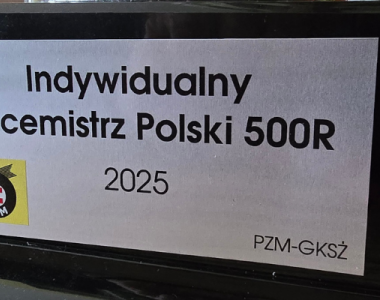 Indywidualny
cemistrz Polski 500R
2025
PZM-GKSŻ